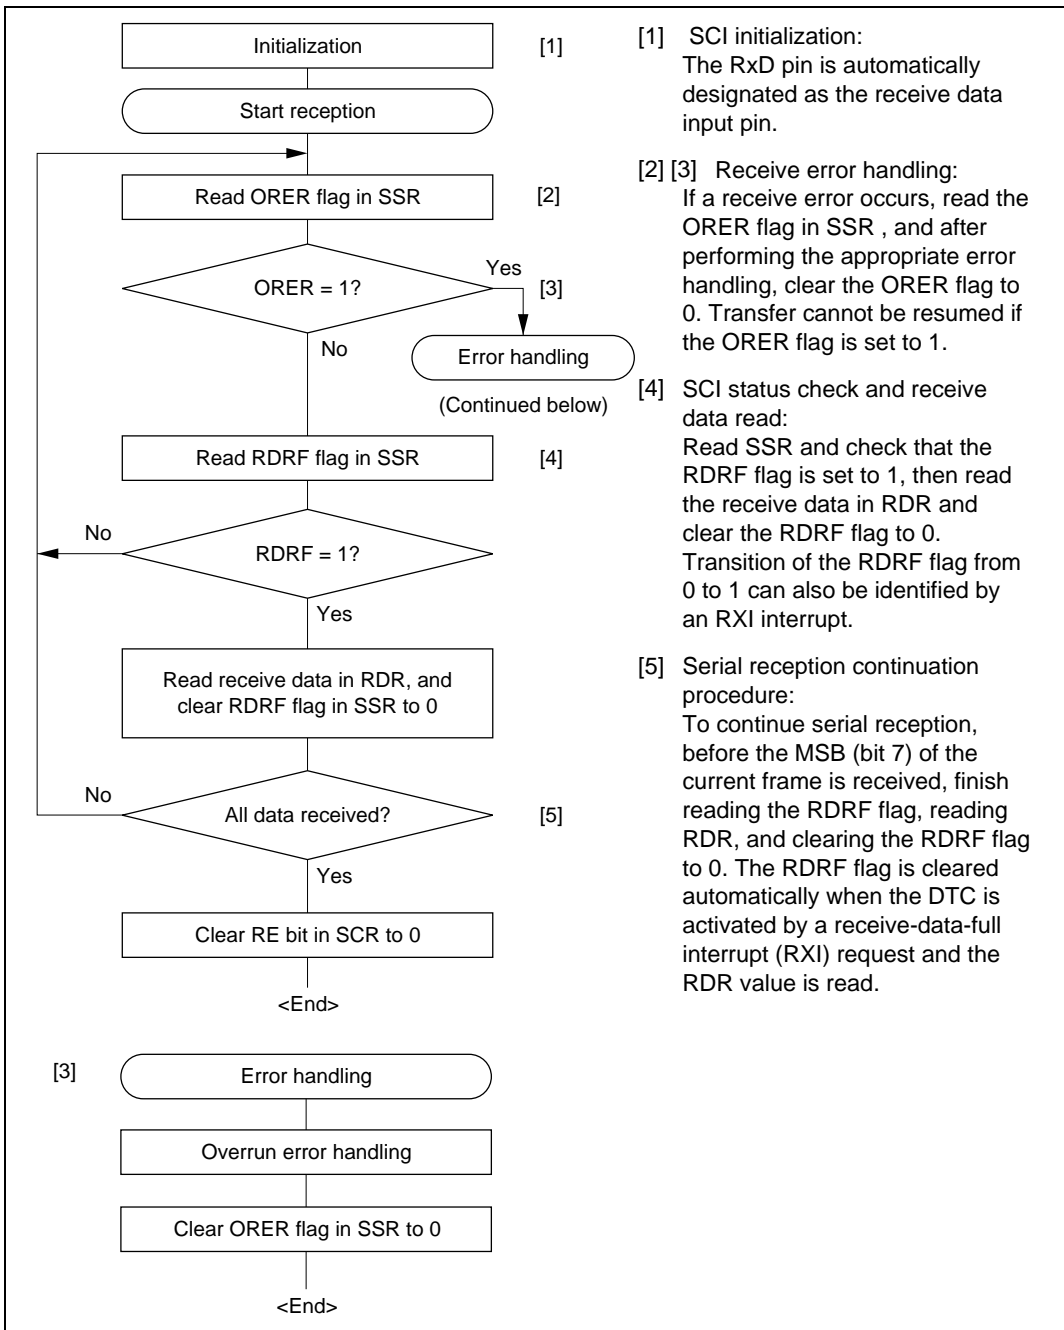 Initialization
[1]
Start reception
Read ORER flag in SSR
[2]
ORER = 1?
Yes
[3]
No
Error handling
(Continued below)
Read RDRF flag in SSR
[4]
No
RDRF = 1?
Yes
Read receive data in RDR, and
clear RDRF flag in SSR to 0
No
All data received?
[5]
Yes
Clear RE bit in SCR to 0
<End>
[3]
Error handling
Overrun error handling
Clear ORER flag in SSR to 0
<End>
[1] SCI initialization:
The RxD pin is automatically
designated as the receive data
input pin.
[2] [3] Receive error handling:
If a receive error occurs, read the
ORER flag in SSR , and after
performing the appropriate error
handling, clear the ORER flag to
0. Transfer cannot be resumed if
the ORER flag is set to 1.
[4] SCI status check and receive
data read:
Read SSR and check that the
RDRF flag is set to 1, then read
the receive data in RDR and
clear the RDRF flag to 0.
Transition of the RDRF flag from
0 to 1 can also be identified by
an RXI interrupt.
[5] Serial reception continuation
procedure:
To continue serial reception,
before the MSB (bit 7) of the
current frame is received, finish
reading the RDRF flag, reading
RDR, and clearing the RDRF flag
to 0. The RDRF flag is cleared
automatically when the DTC is
activated by a receive-data-full
interrupt (RXI) request and the
RDR value is read.